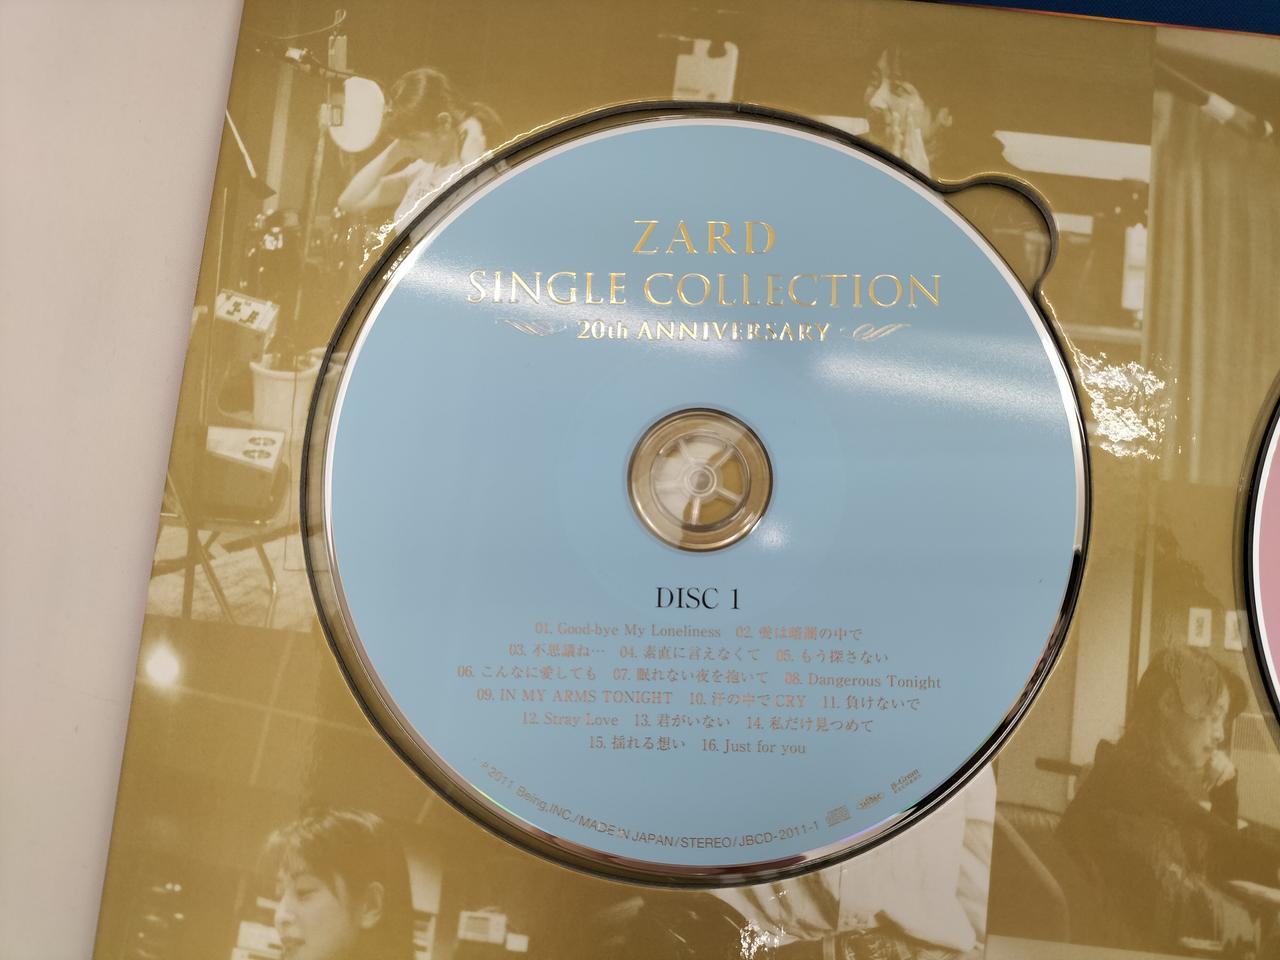 ZARD
SINGLE COLLECTION
20th ANNIVERSARY
DISC 1
01. Good-bye My Loneliness 02. 愛は暗闇の中で
03. 不思議ね… 04. 素直に言えなくて 05. もう探さない
06. こんなに愛しても 07. 眠れない夜を抱いて 08. Dangerous Tonight
09. IN MY ARMS TONIGHT 10. 汗の中でCRY 11. 負けないで
12. Stray Love 13. 君がいない 14. 私だけ見つめて
15. 揺れる想い 16. Just for you
℗2011 Being,INC./MADE IN JAPAN/STEREO/JBCD-2011-1
B-Gram RECORDS